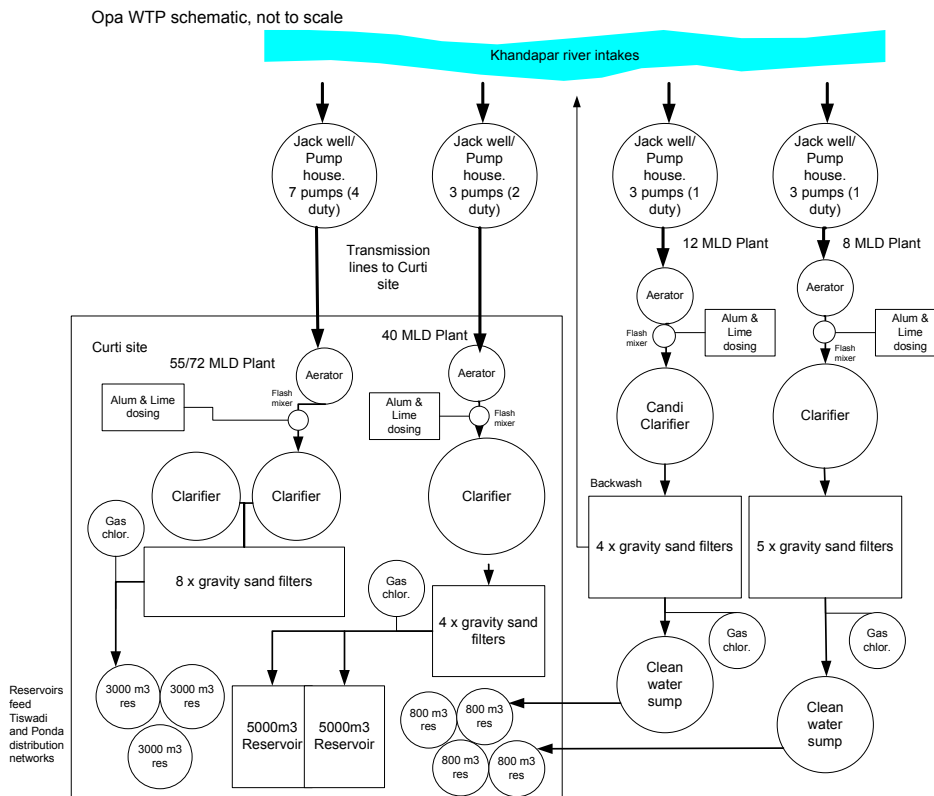 Opa WTP schematic, not to scale
Khandapar river intakes
Jack well/
Pump
house.
7 pumps (4
duty)
Jack well/
Pump
house.
3 pumps (2
duty)
Jack well/
Pump
house.
3 pumps (1
duty)
Jack well/
Pump
house.
3 pumps (1
duty)
Transmission
lines to Curti
site
12 MLD Plant
8 MLD Plant
Aerator
Aerator
Flash
mixer
Alum &
Lime
dosing
Flash
mixer
Alum &
Lime
dosing
Curti site
55/72 MLD Plant
40 MLD Plant
Aerator
Aerator
Alum & Lime
dosing
Flash
mixer
Alum &
Lime
dosing
Flash
mixer
Candi
Clarifier
Clarifier
Clarifier
Clarifier
Clarifier
Backwash
Gas
chlor.
8 x gravity sand filters
Gas
chlor.
4 x gravity sand
filters
4 x gravity sand filters
5 x gravity sand filters
Gas
chlor.
Gas
chlor.
Clean
water
sump
Clean
water
sump
Reservoirs
feed
Tiswadi
and Ponda
distribution
networks
3000 m3
res
3000 m3
res
3000 m3
res
5000m3
Reservoir
5000m3
Reservoir
800 m3
res
800 m3
res
800 m3
res
800 m3
res